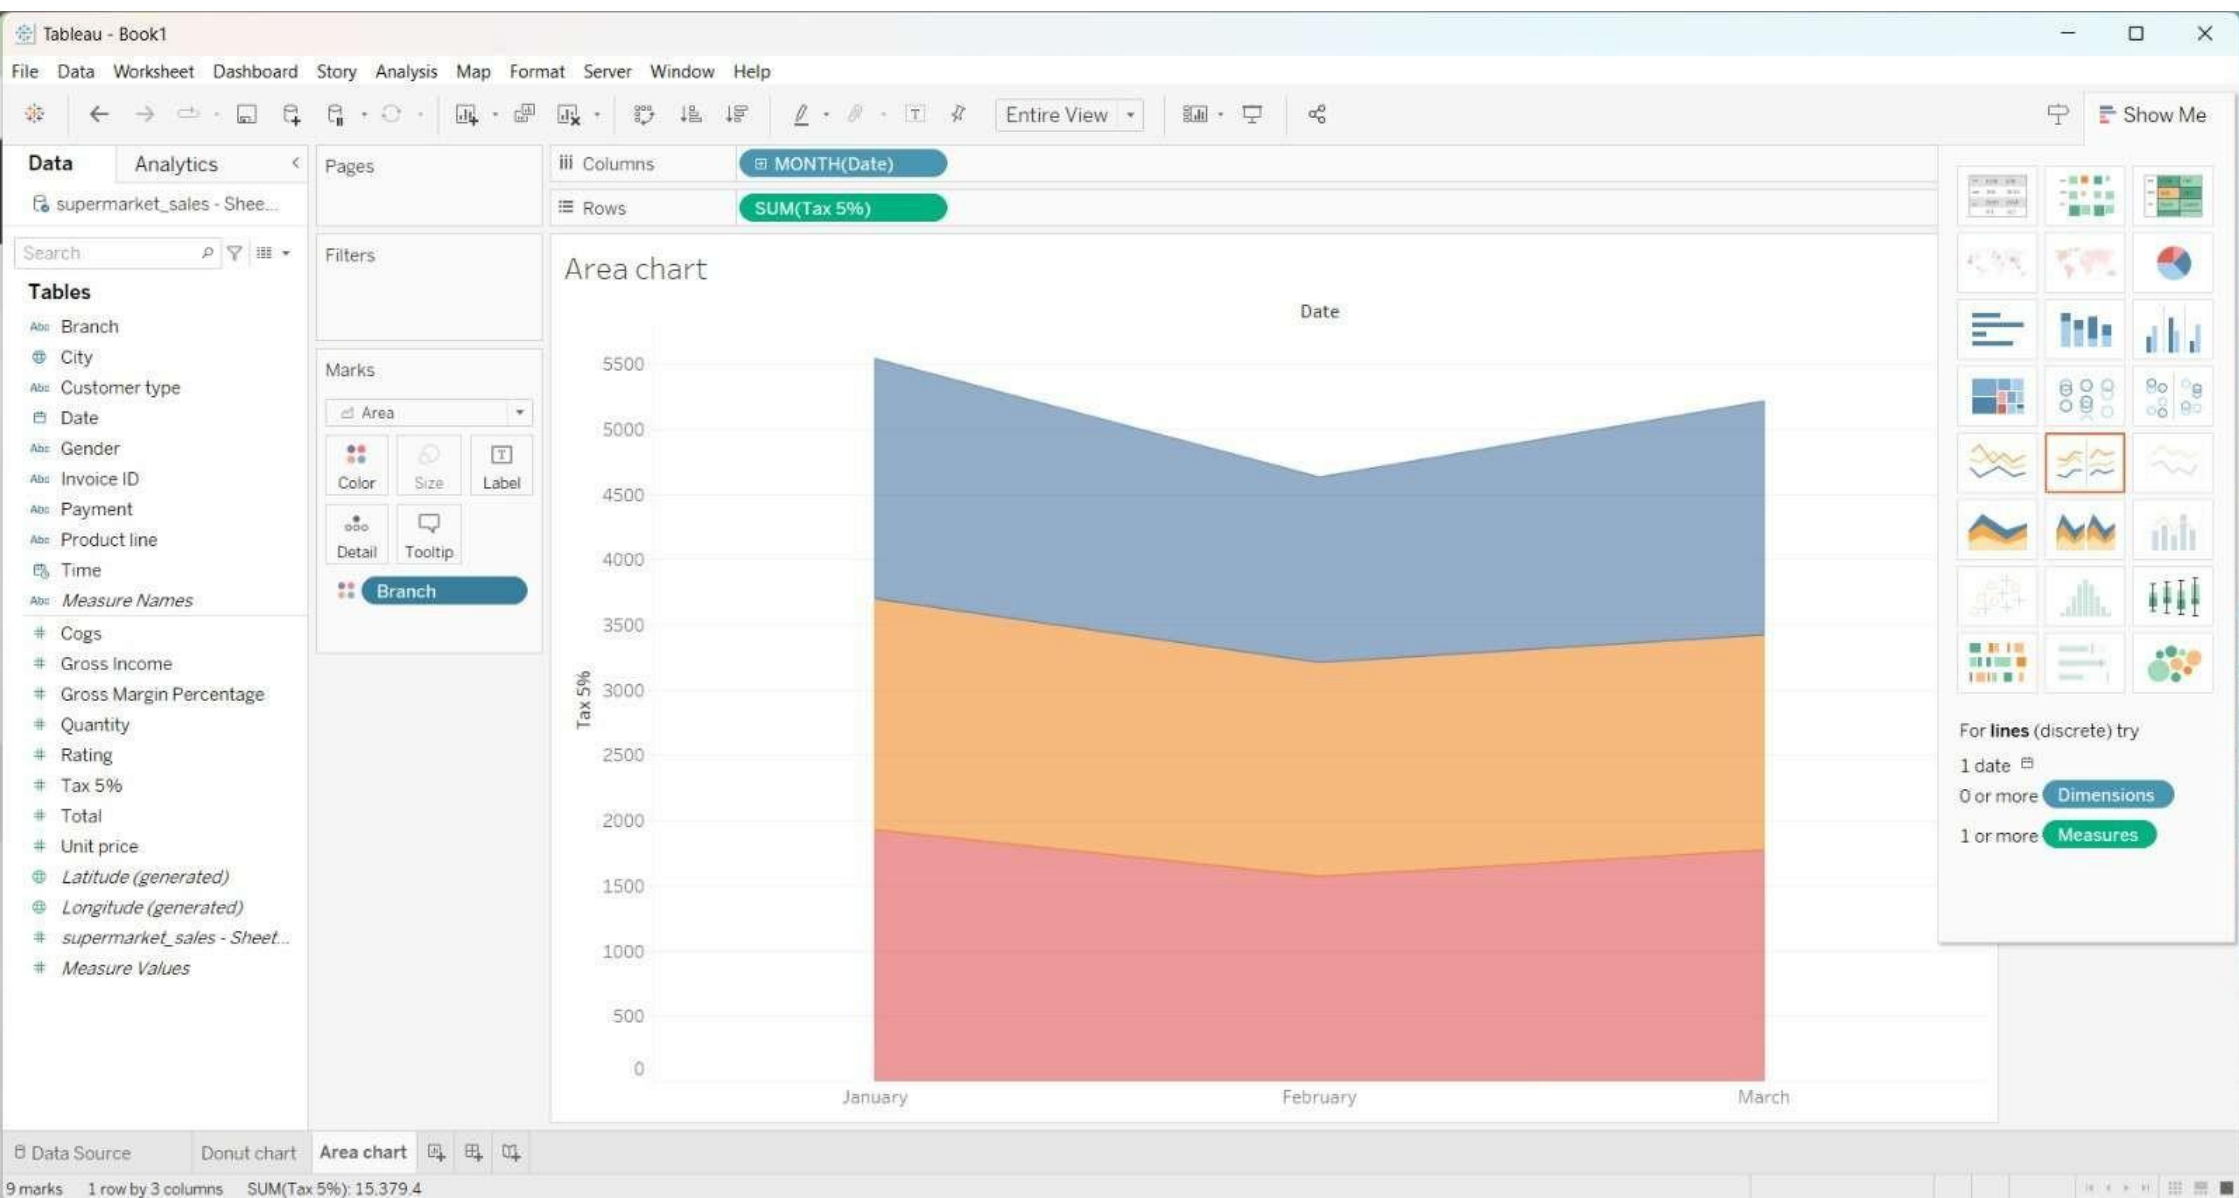 Tableau - Book1
File Data Worksheet Dashboard Story Analysis Map Format Server Window Help
Entire View
Show Me
Data Analytics
supermarket_sales - Shee...
Search
Tables
Branch
City
Customer type
Date
Gender
Invoice ID
Payment
Product line
Time
Measure Names
Cogs
Gross Income
Gross Margin Percentage
Quantity
Rating
Tax 5%
Total
Unit price
Latitude (generated)
Longitude (generated)
supermarket_sales - Sheet...
Measure Values
Pages
Filters
Marks
Area
Color Size Label
Detail Tooltip
Branch
Columns MONTH(Date)
Rows SUM(Tax 5%)
Area chart
Date
5500
5000
4500
4000
3500
3000
2500
2000
1500
1000
500
0
Tax 5%
January February March
For lines (discrete) try
1 date
0 or more Dimensions
1 or more Measures
Data Source Donut chart Area chart
9 marks 1 row by 3 columns SUM(Tax 5%): 15,379.4